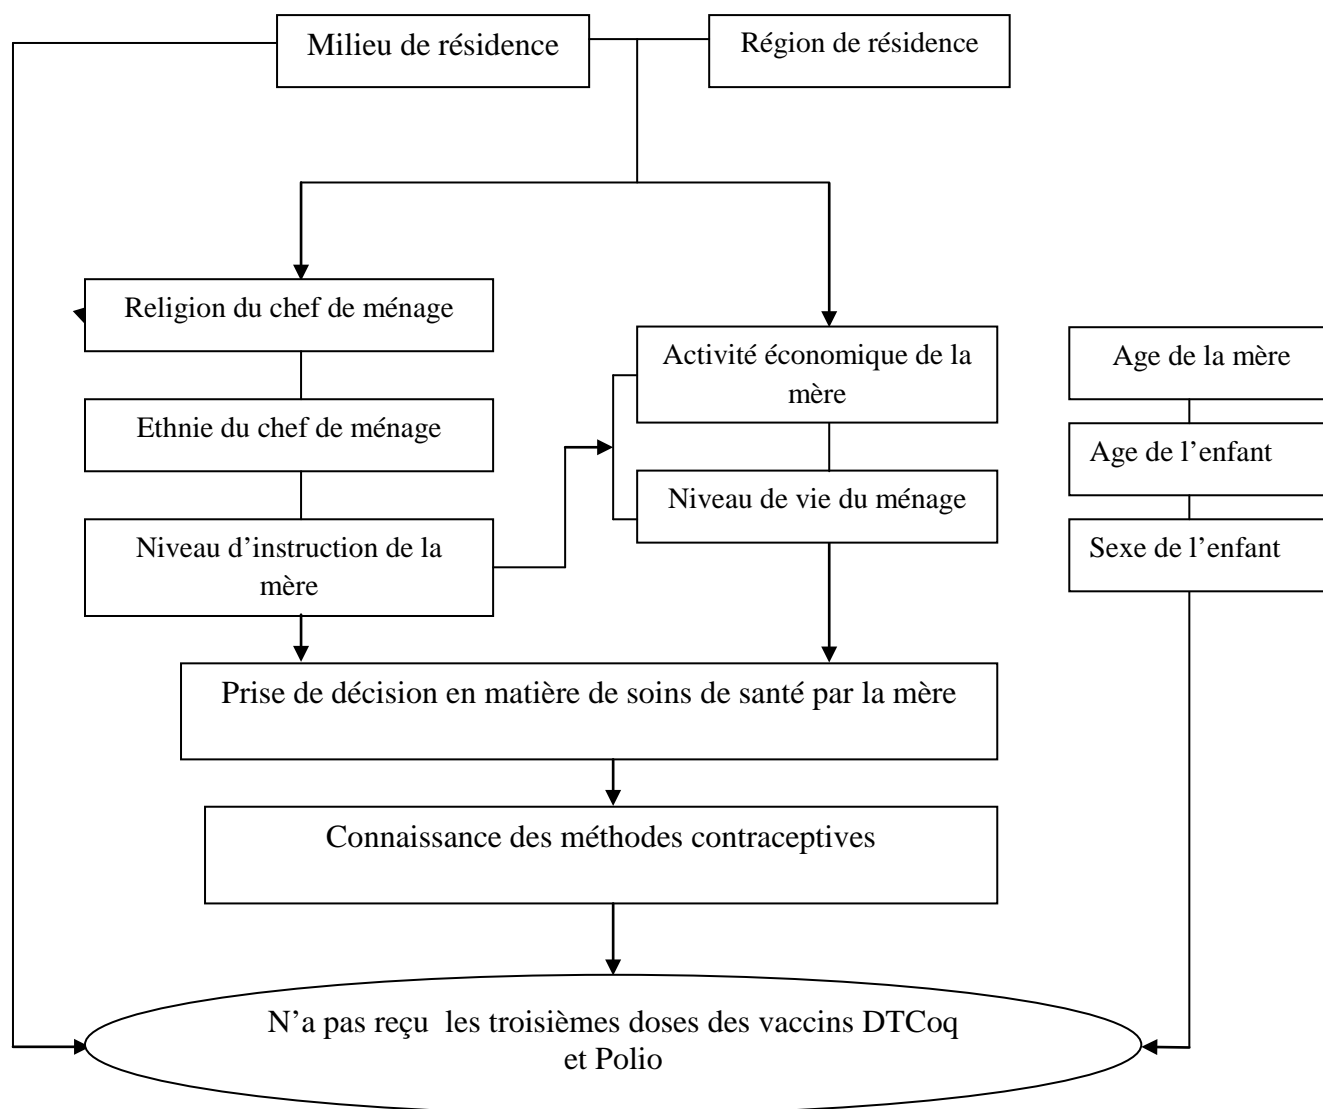 Milieu de résidence
Région de résidence
Religion du chef de ménage
Activité économique de la
mère
Age de la mère
Ethnie du chef de ménage
Age de l’enfant
Niveau de vie du ménage
Niveau d’instruction de la
mère
Sexe de l’enfant
Prise de décision en matière de soins de santé par la mère
Connaissance des méthodes contraceptives
N’a pas reçu  les troisièmes doses des vaccins DTCoq
et Polio